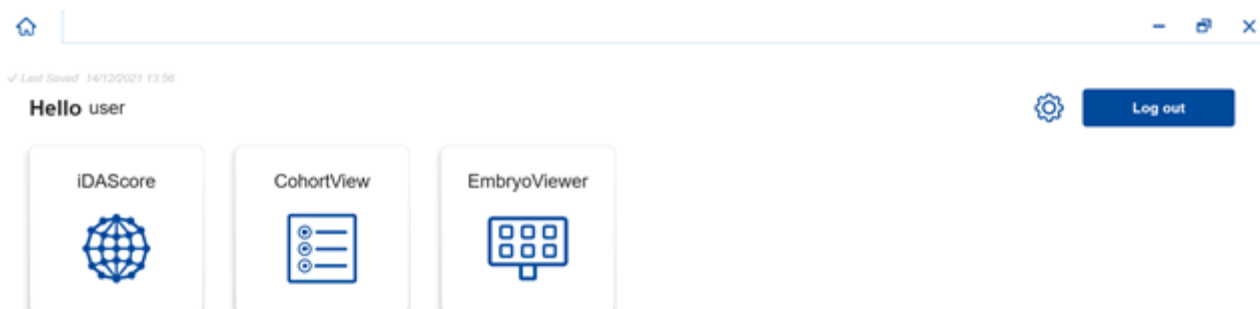 ✓ Last Saved 14/12/2021 13:56
Hello user
Log out
iDAScore
CohortView
EmbryoViewer